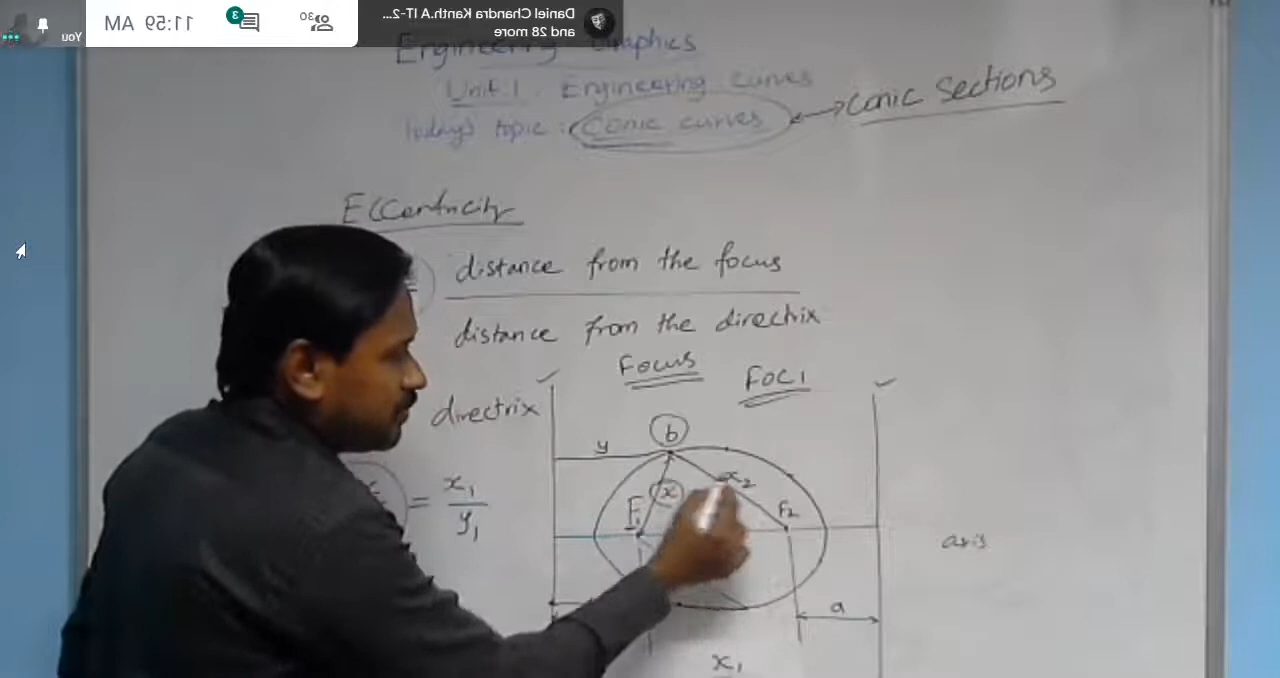 Daniel Chandra Kanth.A IT-2...
and 28 more
30
3
11:59 AM
You
Engineering Graphics
Unit.1. Engineering curves
Today's topic: Conic curves
conic sections
Eccentricity
distance from the focus
distance from the directrix
Focus
Foci
directrix
b
y
x
x2
F1
F2
= x1
y1
axis
a
x1